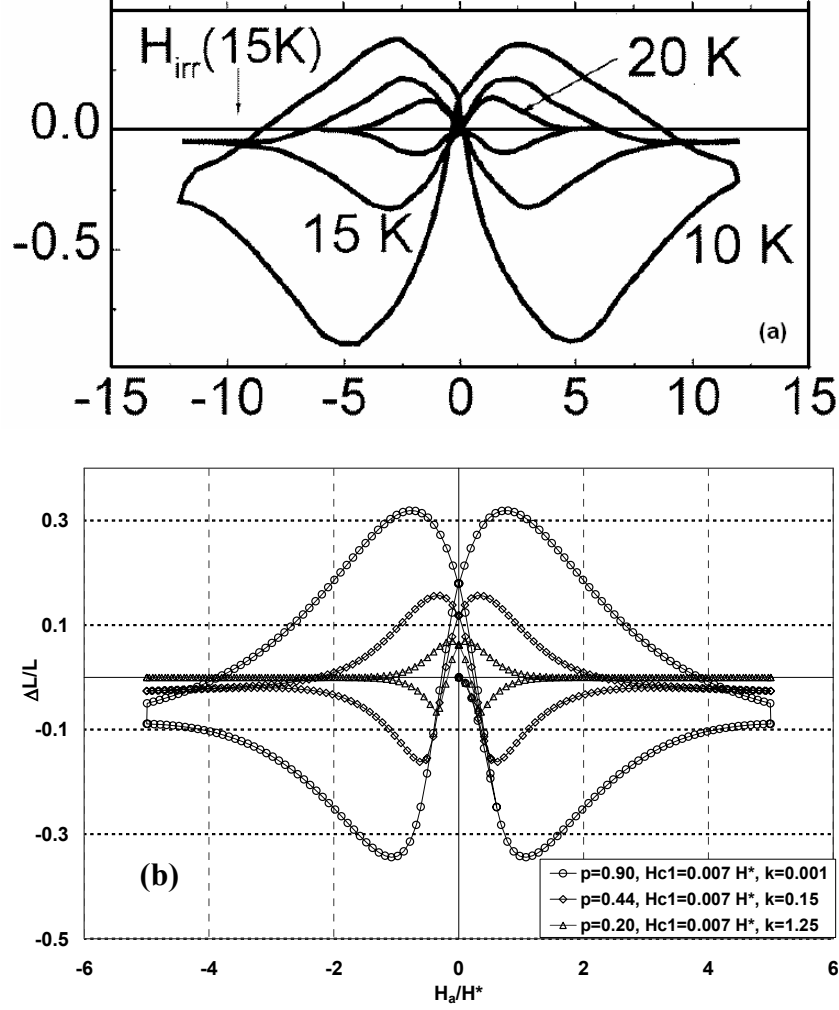 H_irr(15K)
20 K
0.0
-0.5
15 K
10 K
(a)
-15 -10 -5 0 5 10 15
0.3
0.1
ΔL/L
-0.1
-0.3
(b)
p=0.90, Hc1=0.007 H*, k=0.001
p=0.44, Hc1=0.007 H*, k=0.15
p=0.20, Hc1=0.007 H*, k=1.25
-0.5
-6 -4 -2 0 2 4 6
H_a/H*